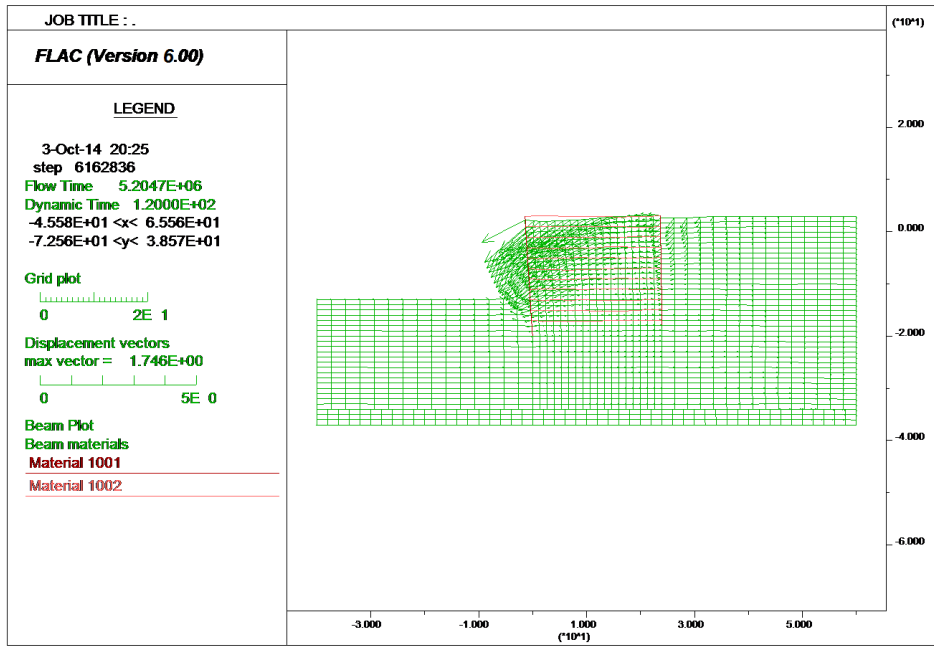 JOB TITLE : .
(*10^1)
FLAC (Version 6.00)
LEGEND
3-Oct-14 20:25
step 6162836
Flow Time 5.2047E+06
Dynamic Time 1.2000E+02
-4.558E+01 <x< 6.556E+01
-7.256E+01 <y< 3.857E+01
Grid plot
0 2E 1
Displacement vectors
max vector = 1.746E+00
0 5E 0
Beam Plot
Beam materials
Material 1001
Material 1002
2.000
0.000
-2.000
-4.000
-6.000
-3.000 -1.000 1.000 3.000 5.000
(*10^1)